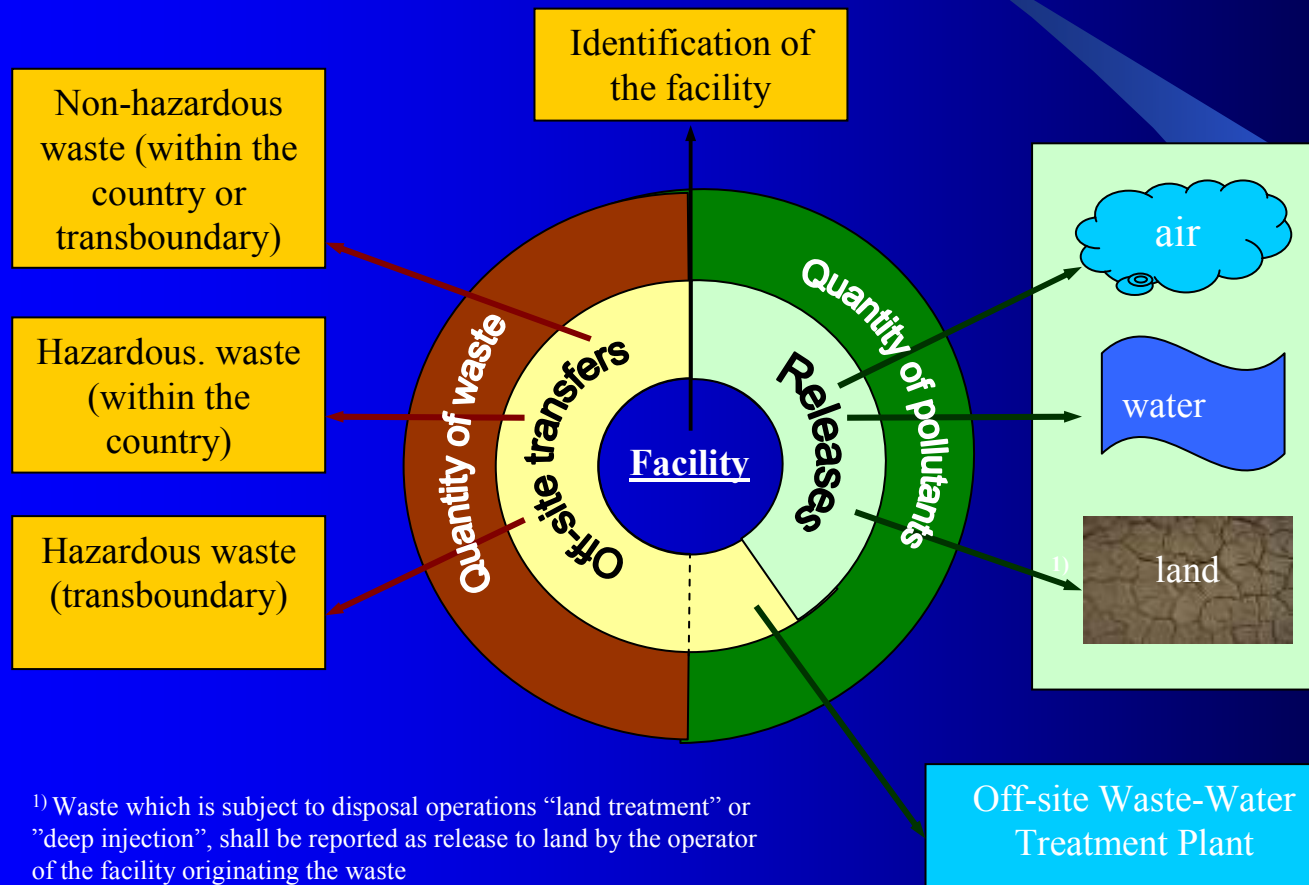 Identification of
the facility
Non-hazardous
waste (within the
country or
transboundary)
Hazardous. waste
(within the
country)
Hazardous waste
(transboundary)
Quantity of waste
Off-site transfers
Facility
Releases
Quantity of pollutants
air
water
1)
land
Off-site Waste-Water
Treatment Plant
1) Waste which is subject to disposal operations “land treatment” or
”deep injection”, shall be reported as release to land by the operator
of the facility originating the waste